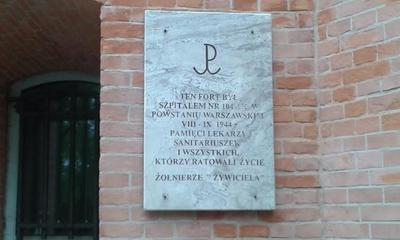 TEN FORT BYŁ
SZPITALEM NR 104 W
POWSTANIU WARSZAWSKIM
VIII - IX 1944
PAMIĘCI LEKARZY
SANITARIUSZEK
I WSZYSTKICH,
KTÓRZY RATOWALI ŻYCIE
ŻOŁNIERZE "ŻYWICIELA"